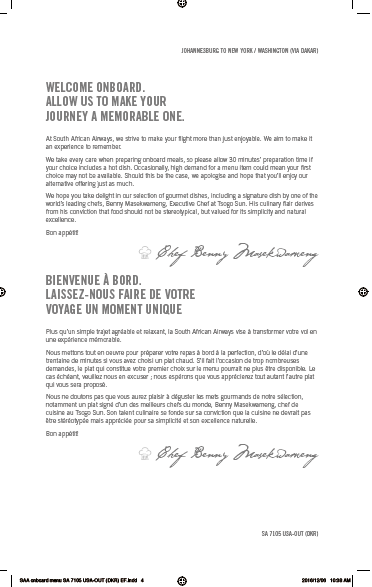 JOHANNESBURG TO NEW YORK / WASHINGTON (VIA DAKAR)
WELCOME ONBOARD.
ALLOW US TO MAKE YOUR
JOURNEY A MEMORABLE ONE.
At South African Airways, we strive to make your flight more than just enjoyable. We aim to make it
an experience to remember.
We take every care when preparing onboard meals, so please allow 30 minutes' preparation time if
your choice includes a hot dish. Occasionally, high demand for a menu item could mean your first
choice may not be available. Should this be the case, we apologise and hope that you'll enjoy our
alternative offering just as much.
We hope you take delight in our selection of gourmet dishes, including a signature dish by one of the
world's leading chefs, Benny Masekwameng, Executive Chef at Tsogo Sun. His culinary flair derives
from his conviction that food should not be stereotypical, but valued for its simplicity and natural
excellence.
Bon appétit!
Chef Benny Masekwameng
BIENVENUE À BORD.
LAISSEZ-NOUS FAIRE DE VOTRE
VOYAGE UN MOMENT UNIQUE
Plus qu'un simple trajet agréable et relaxant, la South African Airways vise à transformer votre vol en
une expérience mémorable.
Nous mettons tout en oeuvre pour préparer votre repas à bord à la perfection, d'où le délai d'une
trentaine de minutes si vous avez choisi un plat chaud. S'il fait l'occasion de trop nombreuses
demandes, le plat qui constitue votre premier choix sur le menu pourrait ne plus être disponible. Le
cas échéant, veuillez nous en excuser ; nous espérons que vous apprécierez tout autant l'autre plat
qui vous sera proposé.
Nous ne doutons pas que vous aurez plaisir à déguster les mets gourmands de notre sélection,
notamment un plat signé d'un des meilleurs chefs du monde, Benny Masekwameng, chef de
cuisine au Tsogo Sun. Son talent culinaire se fonde sur sa conviction que la cuisine ne devrait pas
être stéréotypée mais appréciée pour sa simplicité et son excellence naturelle.
Bon appétit!
Chef Benny Masekwameng
SA 7105 USA-OUT (DKR)
SAA onboard menu SA 7105 USA-OUT (DKR) EF.indd 4
2016/12/08 10:38 AM